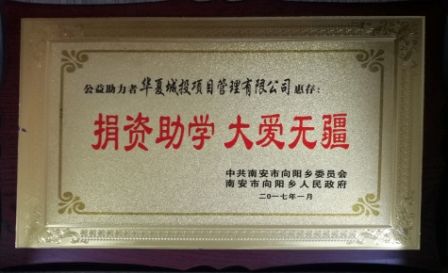 公益助力者 华夏城投项目管理有限公司 惠存:
捐资助学 大爱无疆
中共南安市向阳乡委员会
南安市向阳乡人民政府
二〇一七年一月